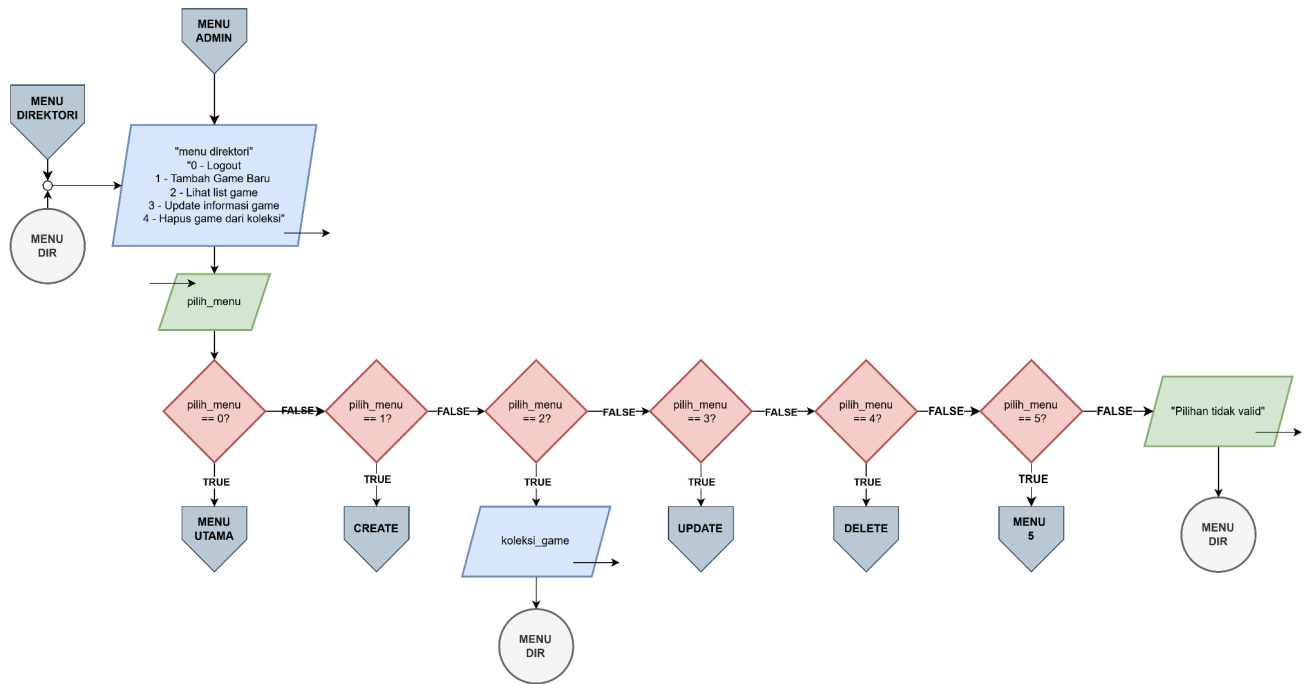 MENU
ADMIN
MENU
DIREKTORI
"menu direktori"
"0 - Logout
1 - Tambah Game Baru
2 - Lihat list game
3 - Update informasi game
4 - Hapus game dari koleksi"
MENU
DIR
pilih_menu
pilih_menu
== 0?
FALSE
pilih_menu
== 1?
FALSE
pilih_menu
== 2?
FALSE
pilih_menu
== 3?
FALSE
pilih_menu
== 4?
FALSE
pilih_menu
== 5?
FALSE
"Pilihan tidak valid"
TRUE
TRUE
TRUE
TRUE
TRUE
TRUE
MENU
UTAMA
CREATE
koleksi_game
UPDATE
DELETE
MENU
5
MENU
DIR
MENU
DIR